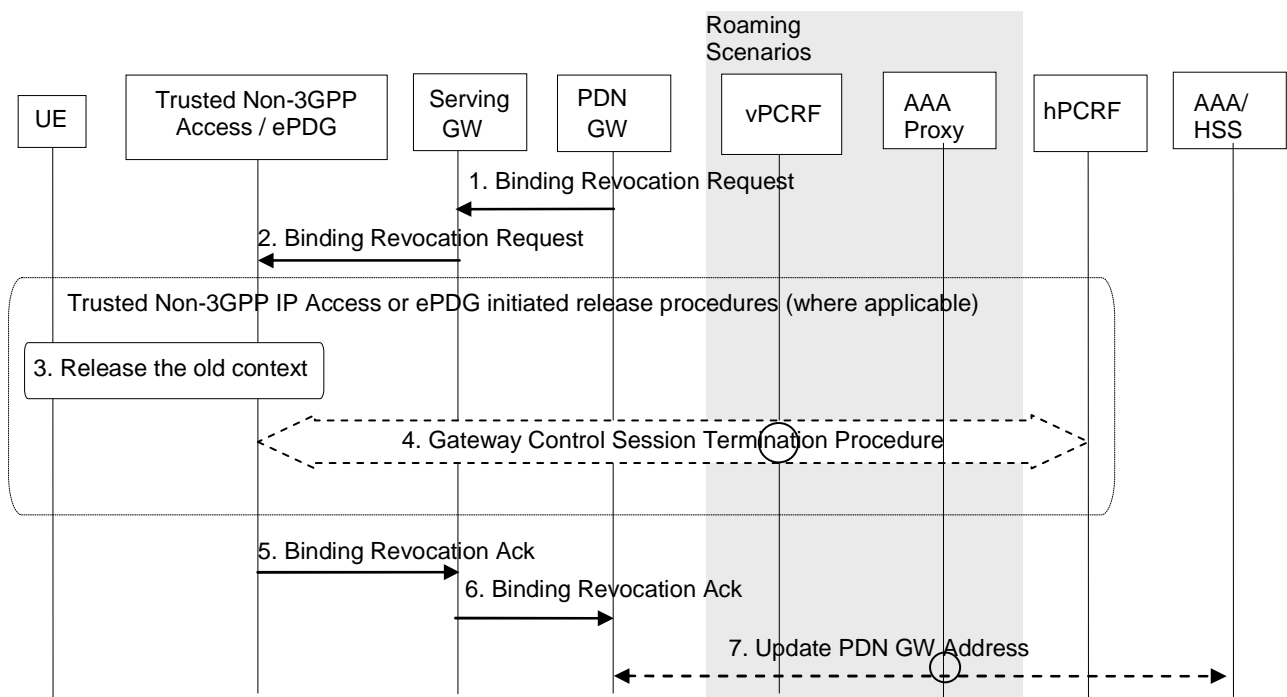 Roaming
Scenarios
UE
Trusted Non-3GPP
Access / ePDG
Serving
GW
PDN
GW
vPCRF
AAA
Proxy
hPCRF
AAA/
HSS
1. Binding Revocation Request
2. Binding Revocation Request
Trusted Non-3GPP IP Access or ePDG initiated release procedures (where applicable)
3. Release the old context
4. Gateway Control Session Termination Procedure
5. Binding Revocation Ack
6. Binding Revocation Ack
7. Update PDN GW Address